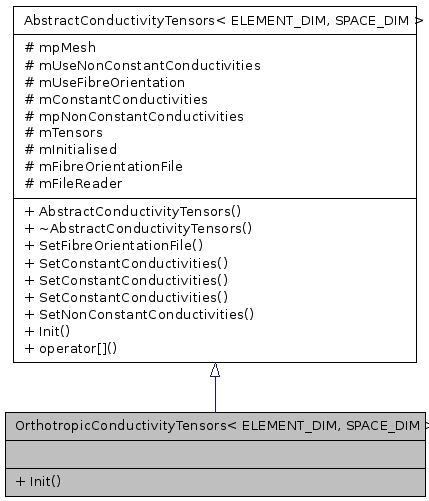 AbstractConductivityTensors< ELEMENT_DIM, SPACE_DIM >
# mpMesh
# mUseNonConstantConductivities
# mUseFibreOrientation
# mConstantConductivities
# mpNonConstantConductivities
# mTensors
# mInitialised
# mFibreOrientationFile
# mFileReader
+ AbstractConductivityTensors()
+ ~AbstractConductivityTensors()
+ SetFibreOrientationFile()
+ SetConstantConductivities()
+ SetConstantConductivities()
+ SetConstantConductivities()
+ SetNonConstantConductivities()
+ Init()
+ operator[]()
OrthotropicConductivityTensors< ELEMENT_DIM, SPACE_DIM >
+ Init()